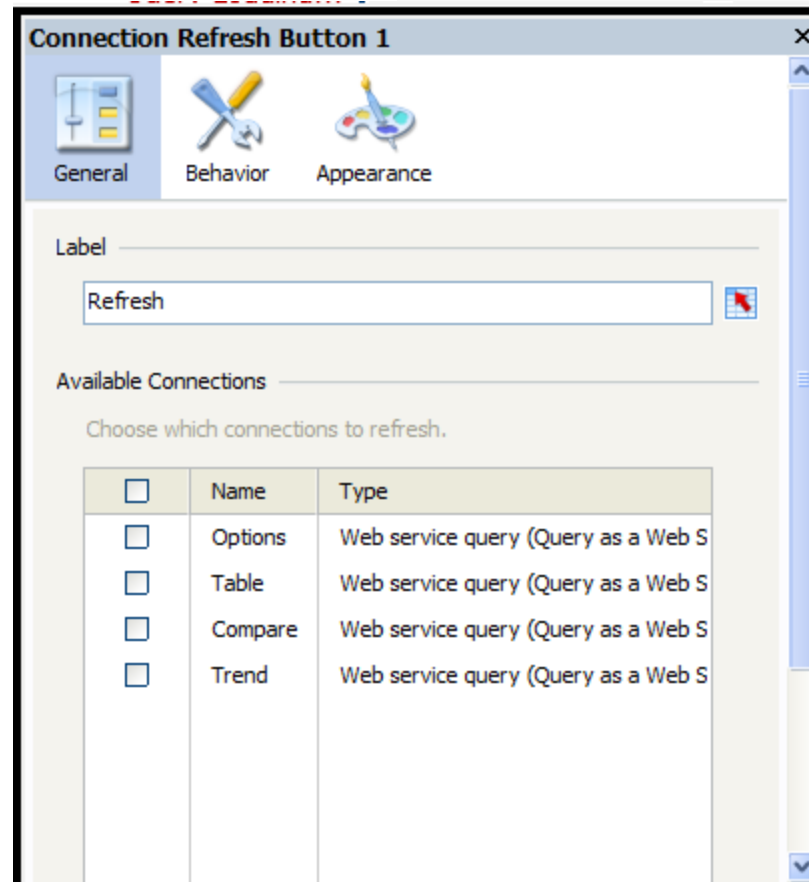 Connection Refresh Button 1
General Behavior Appearance
Label
Refresh
Available Connections
Choose which connections to refresh.
Name Type
Options Web service query (Query as a Web S
Table Web service query (Query as a Web S
Compare Web service query (Query as a Web S
Trend Web service query (Query as a Web S